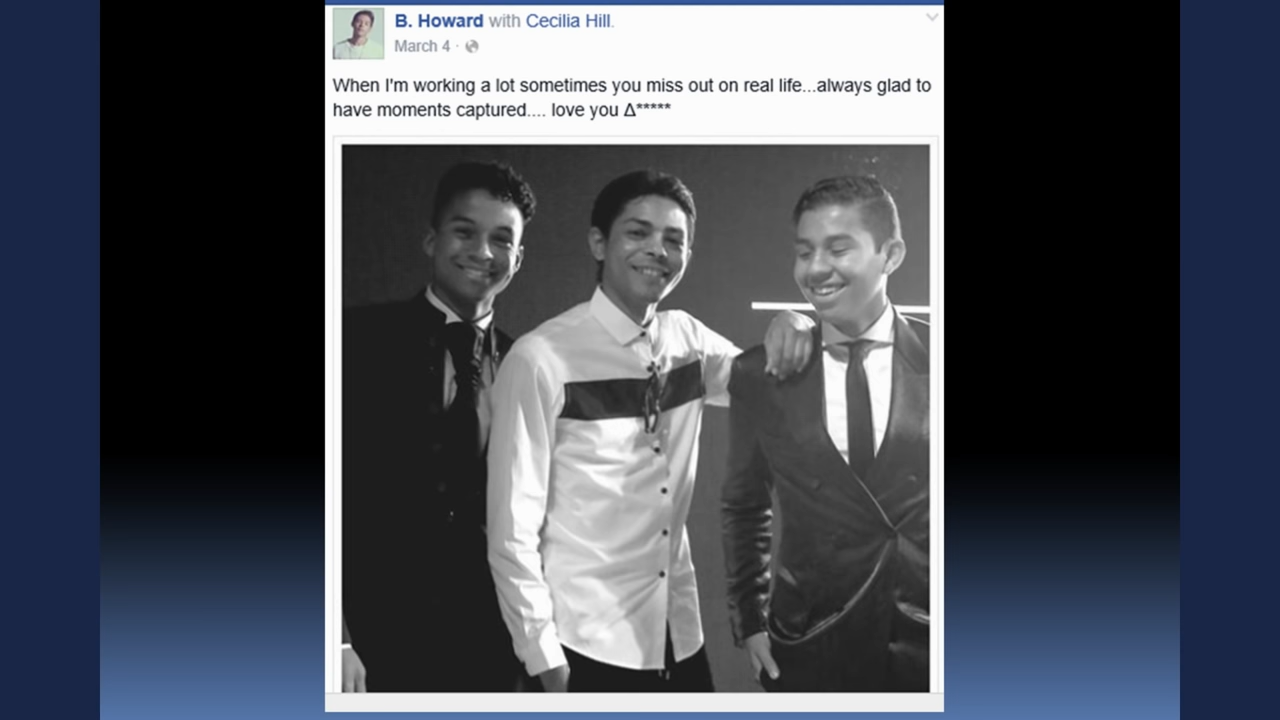 B. Howard with Cecilia Hill.
March 4 ·
When I'm working a lot sometimes you miss out on real life...always glad to
have moments captured.... love you Δ*****